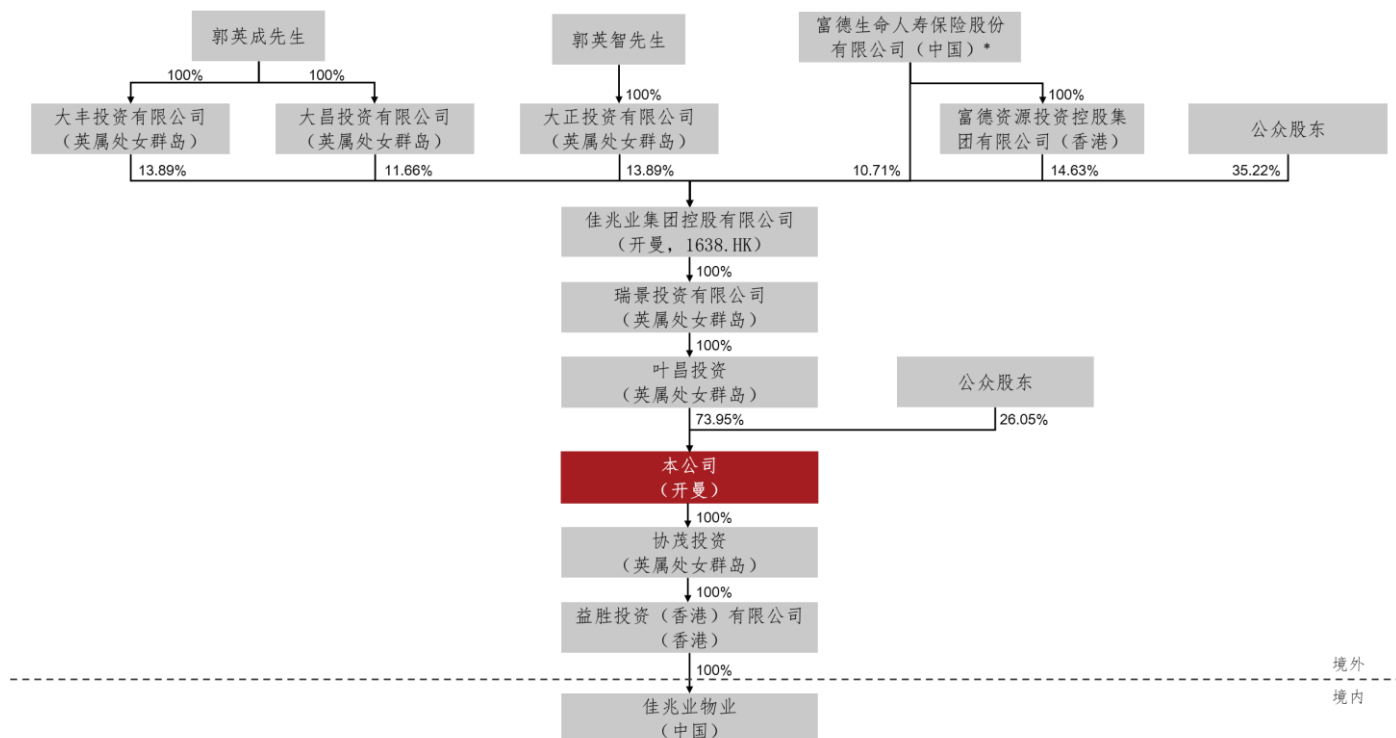 郭英成先生
郭英智先生
富德生命人寿保险股份
有限公司（中国）*
100%
100%
100%
100%
大丰投资有限公司
（英属处女群岛）
大昌投资有限公司
（英属处女群岛）
大正投资有限公司
（英属处女群岛）
富德资源投资控股集
团有限公司（香港）
公众股东
13.89%
11.66%
13.89%
10.71%
14.63%
35.22%
佳兆业集团控股有限公司
（开曼，1638.HK）
100%
瑞景投资有限公司
（英属处女群岛）
100%
叶昌投资
（英属处女群岛）
公众股东
73.95%
26.05%
本公司
（开曼）
100%
协茂投资
（英属处女群岛）
100%
益胜投资（香港）有限公司
（香港）
100%
境外
境内
佳兆业物业
（中国）